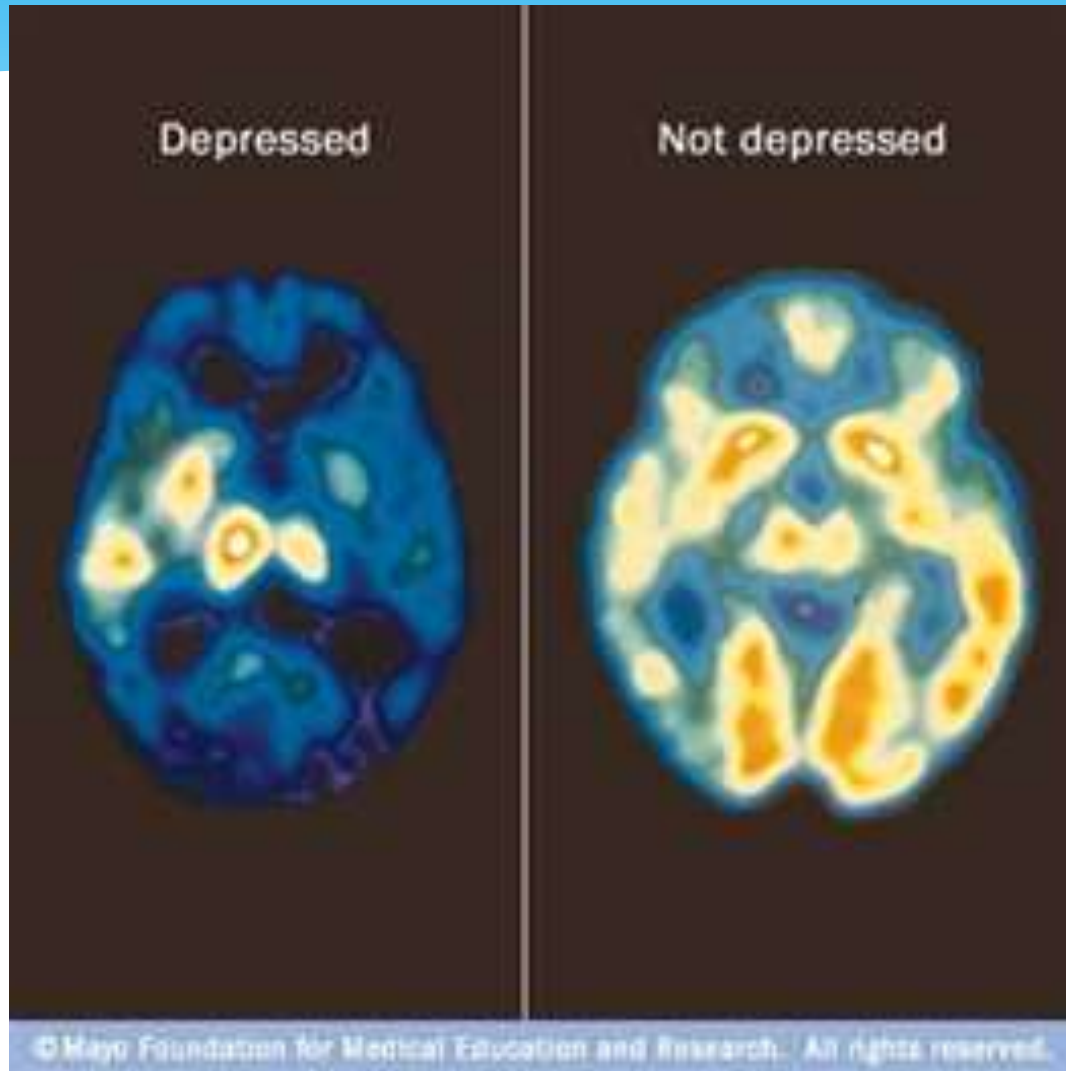 Depressed
Not depressed
©Mayo Foundation for Medical Education and Research. All rights reserved.